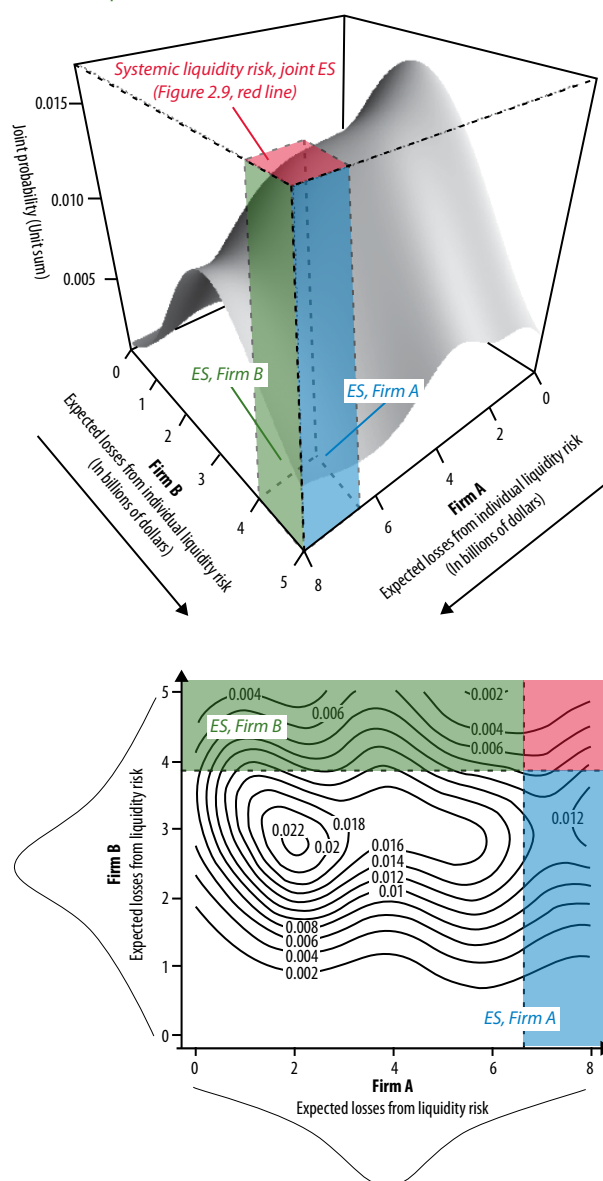 Systemic liquidity risk, joint ES
(Figure 2.9, red line)
0.015
0.010
0.005
Joint probability (Unit sum)
ES, Firm B
ES, Firm A
0
1
2
3
4
5
8
6
4
2
0
Firm B
Expected losses from individual liquidity risk
(In billions of dollars)
Firm A
Expected losses from individual liquidity risk
(In billions of dollars)
5
4
3
2
1
0
Firm B
Expected losses from liquidity risk
0.004
0.006
0.002
0.004
0.006
ES, Firm B
0.012
0.022
0.02
0.018
0.016
0.014
0.012
0.01
0.008
0.006
0.004
0.002
ES, Firm A
0
2
4
6
8
Firm A
Expected losses from liquidity risk